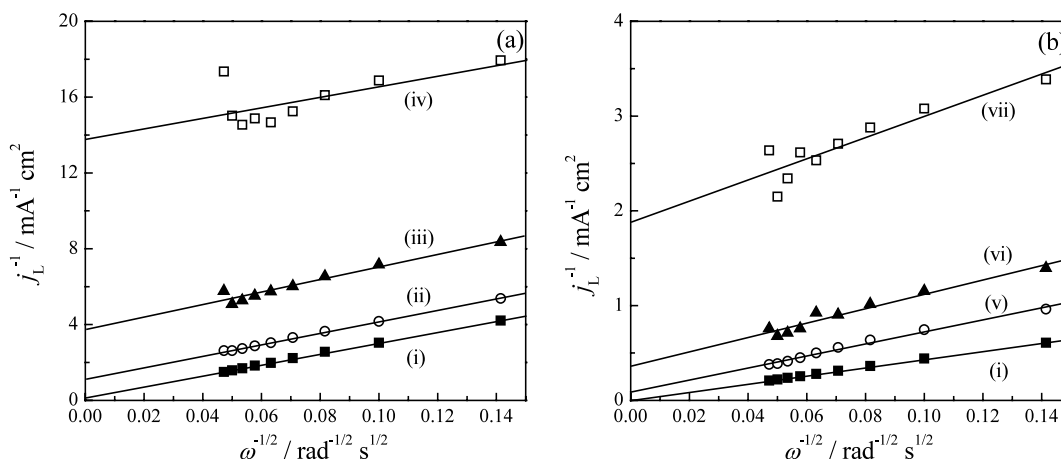 (a)
20
16
12
8
4
0
j_L^-1 / mA^-1 cm^2
(iv)
(iii)
(ii)
(i)
0.00 0.02 0.04 0.06 0.08 0.10 0.12 0.14
ω^-1/2 / rad^-1/2 s^1/2
(b)
4
3
2
1
0
j_L^-1 / mA^-1 cm^2
(vii)
(vi)
(v)
(i)
0.00 0.02 0.04 0.06 0.08 0.10 0.12 0.14
ω^-1/2 / rad^-1/2 s^1/2